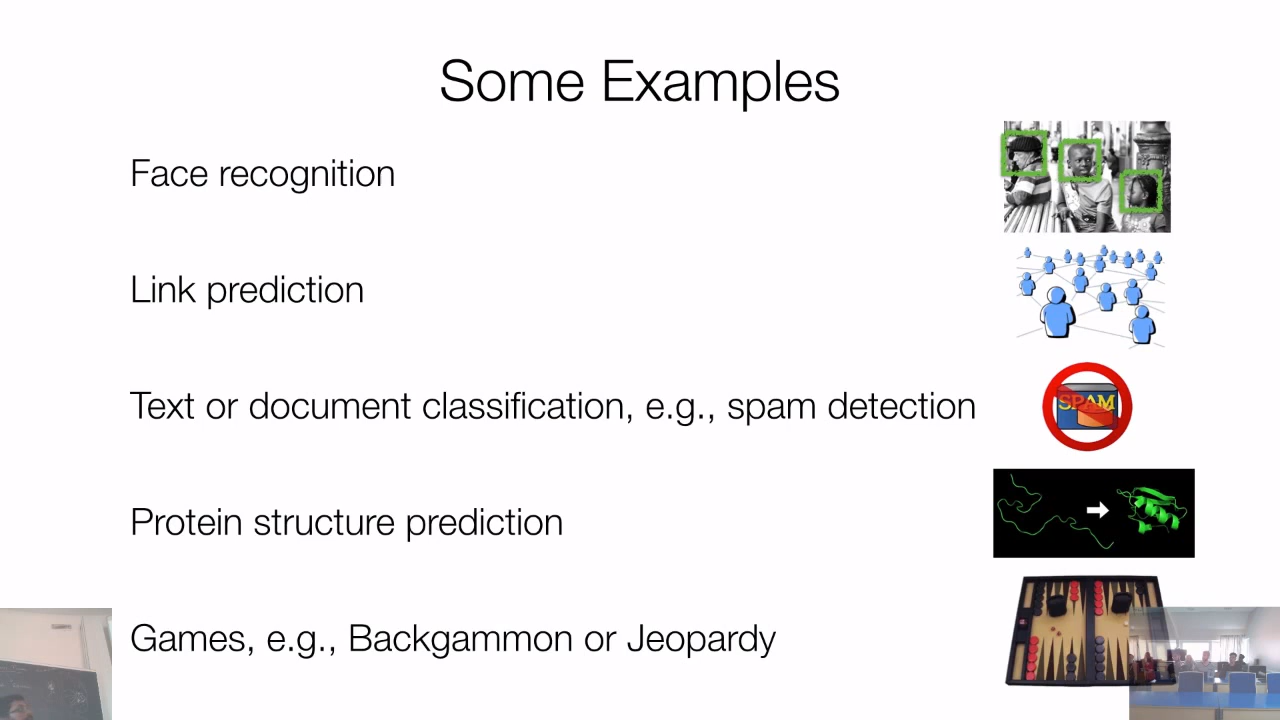 Some Examples
Face recognition
Link prediction
Text or document classification, e.g., spam detection
SPAM
Protein structure prediction
Games, e.g., Backgammon or Jeopardy